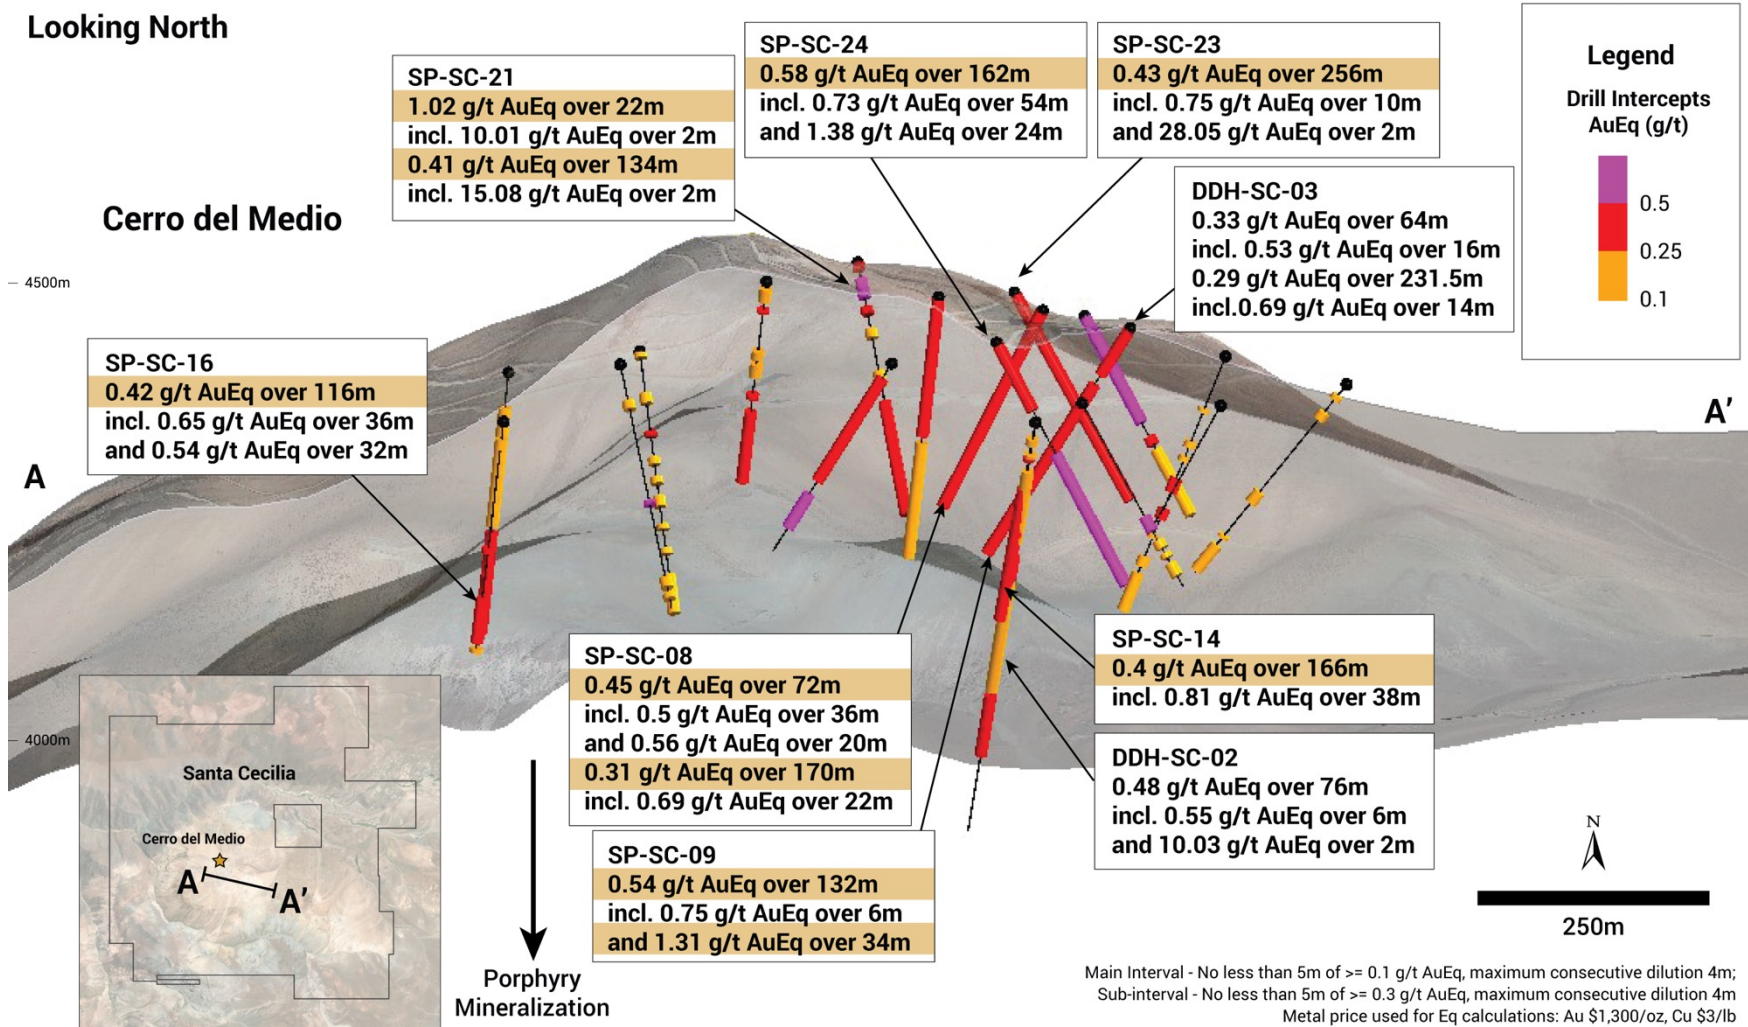 Looking North
Cerro del Medio
SP-SC-21
1.02 g/t AuEq over 22m
incl. 10.01 g/t AuEq over 2m
0.41 g/t AuEq over 134m
incl. 15.08 g/t AuEq over 2m
SP-SC-24
0.58 g/t AuEq over 162m
incl. 0.73 g/t AuEq over 54m
and 1.38 g/t AuEq over 24m
SP-SC-23
0.43 g/t AuEq over 256m
incl. 0.75 g/t AuEq over 10m
and 28.05 g/t AuEq over 2m
DDH-SC-03
0.33 g/t AuEq over 64m
incl. 0.53 g/t AuEq over 16m
0.29 g/t AuEq over 231.5m
incl.0.69 g/t AuEq over 14m
Legend
Drill Intercepts
AuEq (g/t)
0.5
0.25
0.1
4500m
SP-SC-16
0.42 g/t AuEq over 116m
incl. 0.65 g/t AuEq over 36m
and 0.54 g/t AuEq over 32m
A
A'
4000m
SP-SC-08
0.45 g/t AuEq over 72m
incl. 0.5 g/t AuEq over 36m
and 0.56 g/t AuEq over 20m
0.31 g/t AuEq over 170m
incl. 0.69 g/t AuEq over 22m
SP-SC-14
0.4 g/t AuEq over 166m
incl. 0.81 g/t AuEq over 38m
DDH-SC-02
0.48 g/t AuEq over 76m
incl. 0.55 g/t AuEq over 6m
and 10.03 g/t AuEq over 2m
SP-SC-09
0.54 g/t AuEq over 132m
incl. 0.75 g/t AuEq over 6m
and 1.31 g/t AuEq over 34m
Santa Cecilia
Cerro del Medio
A
A'
Porphyry
Mineralization
N
250m
Main Interval - No less than 5m of >= 0.1 g/t AuEq, maximum consecutive dilution 4m;
Sub-interval - No less than 5m of >= 0.3 g/t AuEq, maximum consecutive dilution 4m
Metal price used for Eq calculations: Au $1,300/oz, Cu $3/lb